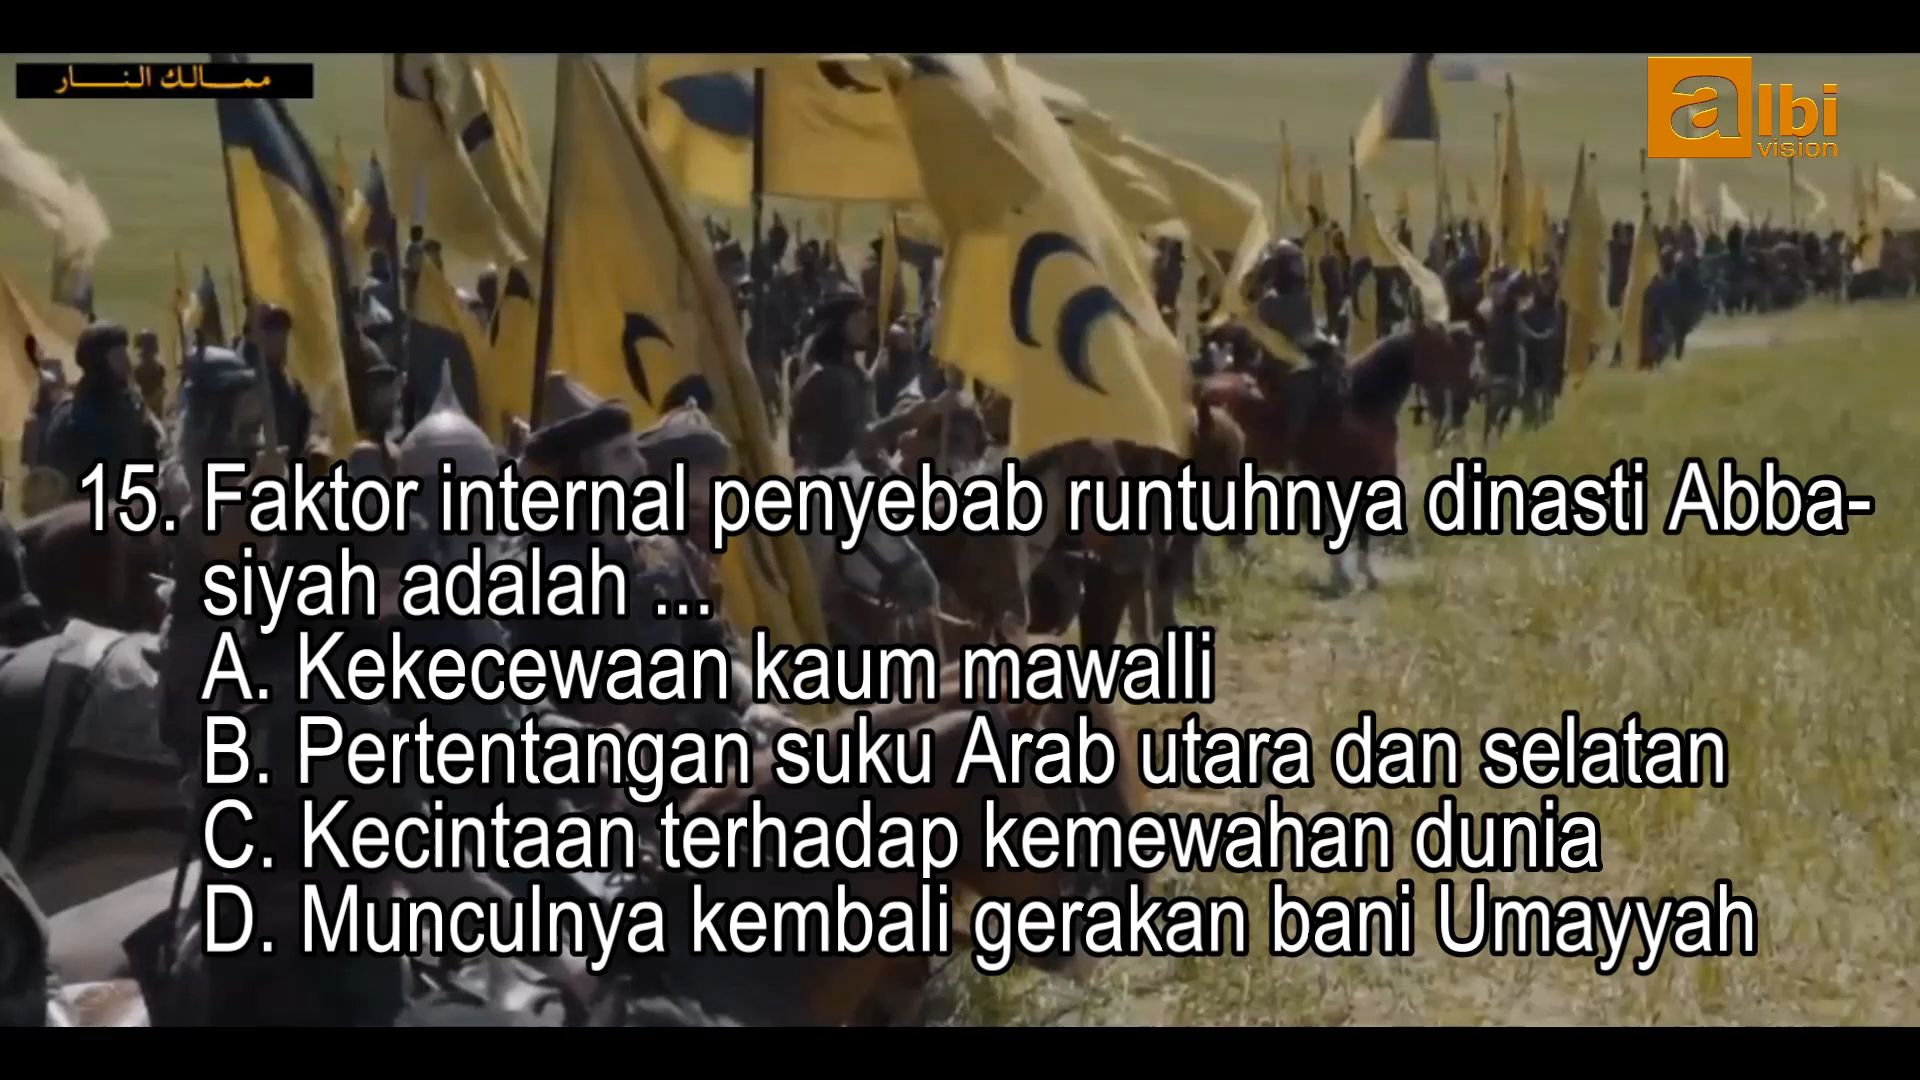 ممالك النار
albi
vision
15. Faktor internal penyebab runtuhnya dinasti Abba-
siyah adalah ...
A. Kekecewaan kaum mawalli
B. Pertentangan suku Arab utara dan selatan
C. Kecintaan terhadap kemewahan dunia
D. Munculnya kembali gerakan bani Umayyah